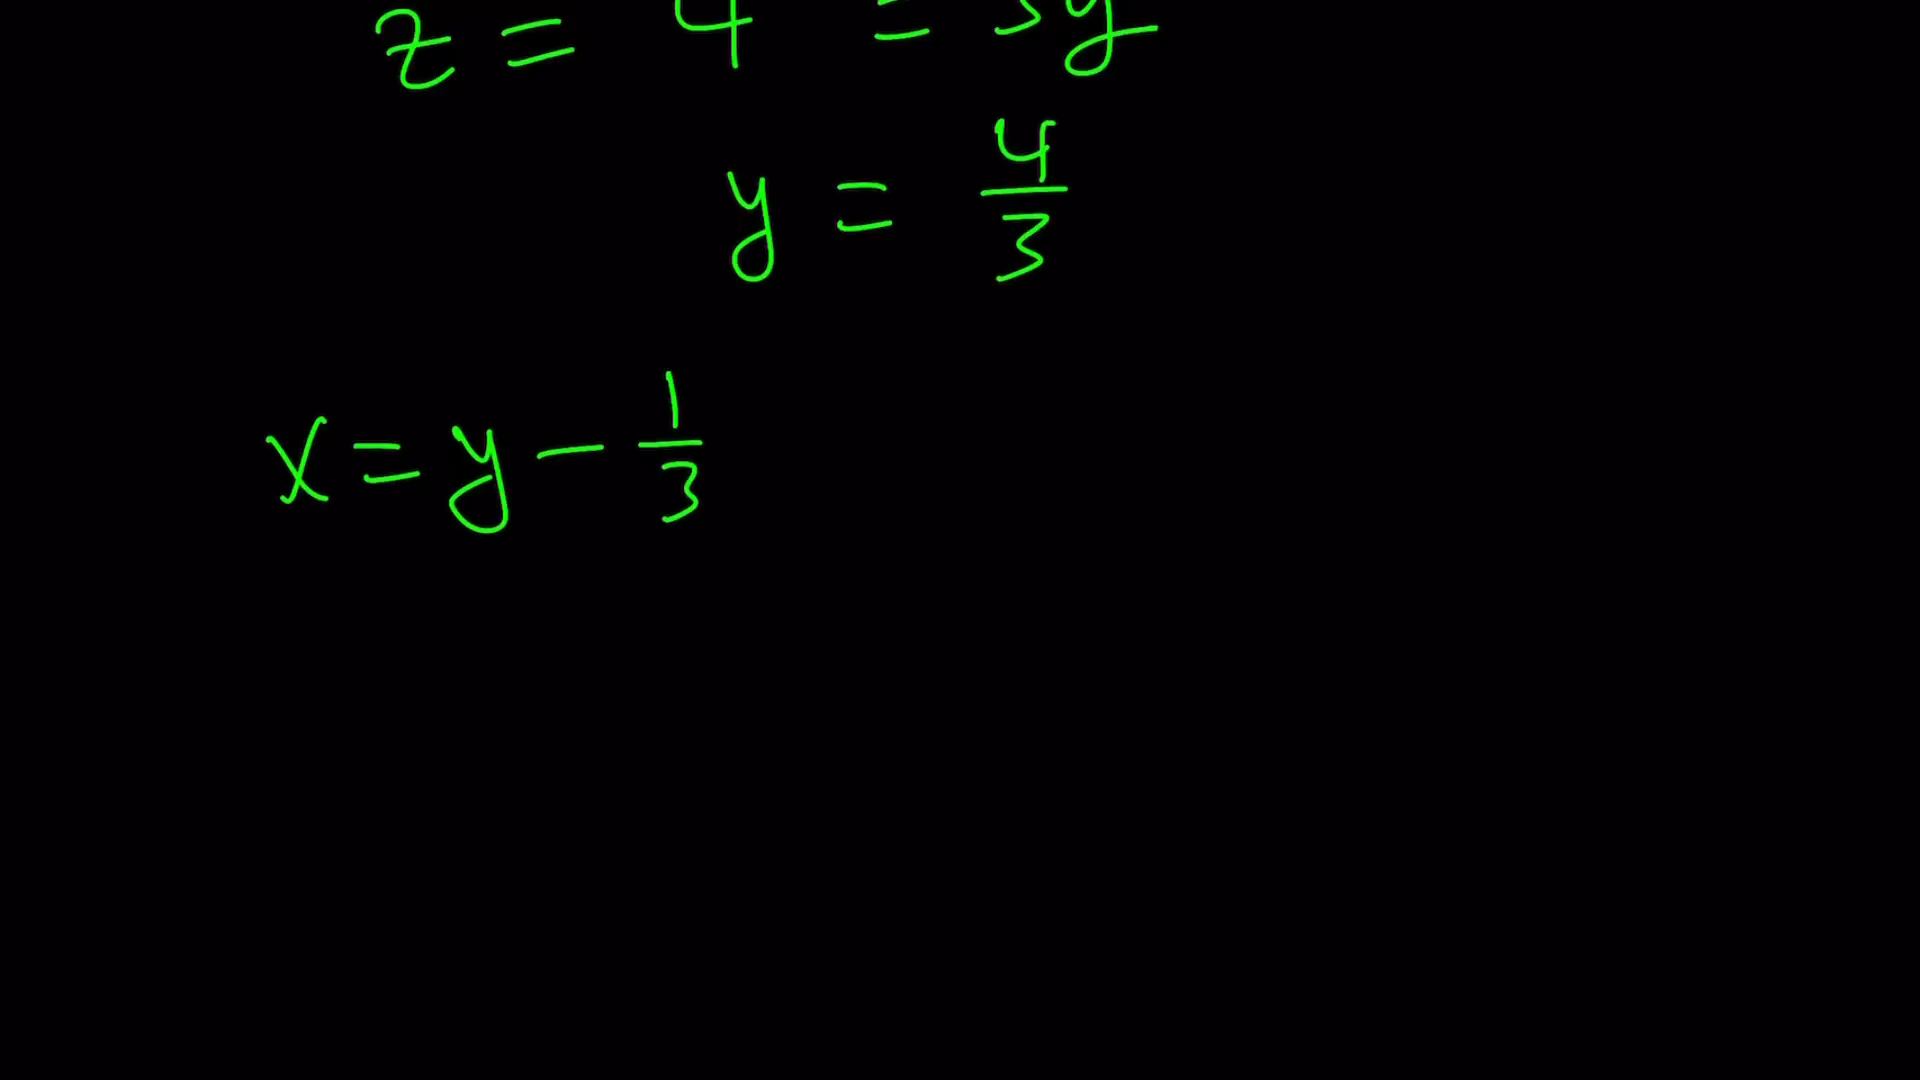 z = 4 = 3y
y = 4/3
x = y - 1/3